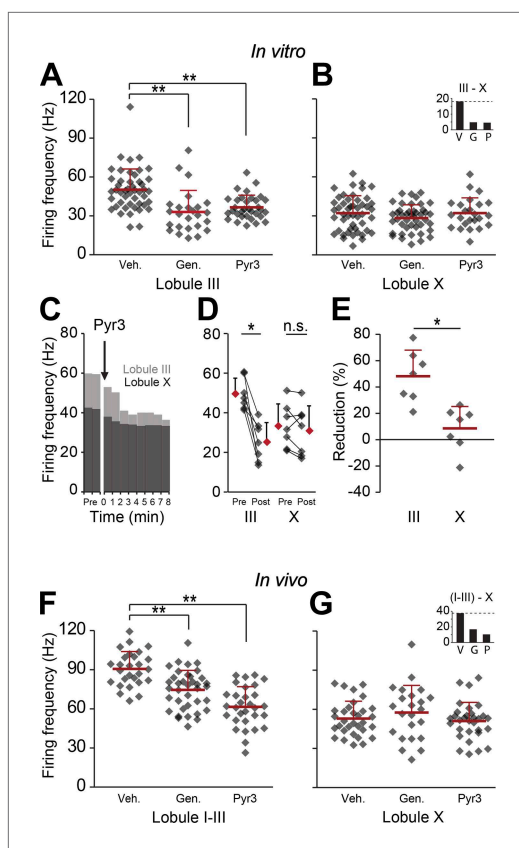 In vitro
A
Firing frequency (Hz)
120
90
60
30
0
**
**
Veh.
Gen.
Pyr3
Lobule III
B
III - X
20
10
0
V G P
Veh.
Gen.
Pyr3
Lobule X
C
Pyr3
Firing frequency (Hz)
80
60
40
20
0
Lobule III
Lobule X
Pre 0 1 2 3 4 5 6 7 8
Time (min)
D
80
60
40
20
0
*
n.s.
Pre Post Pre Post
III X
E
Reduction (%)
80
60
40
20
0
-20
-40
*
III X
In vivo
F
Firing frequency (Hz)
120
90
60
30
0
**
**
Veh.
Gen.
Pyr3
Lobule I-III
G
(I-III) - X
40
20
0
V G P
Veh.
Gen.
Pyr3
Lobule X